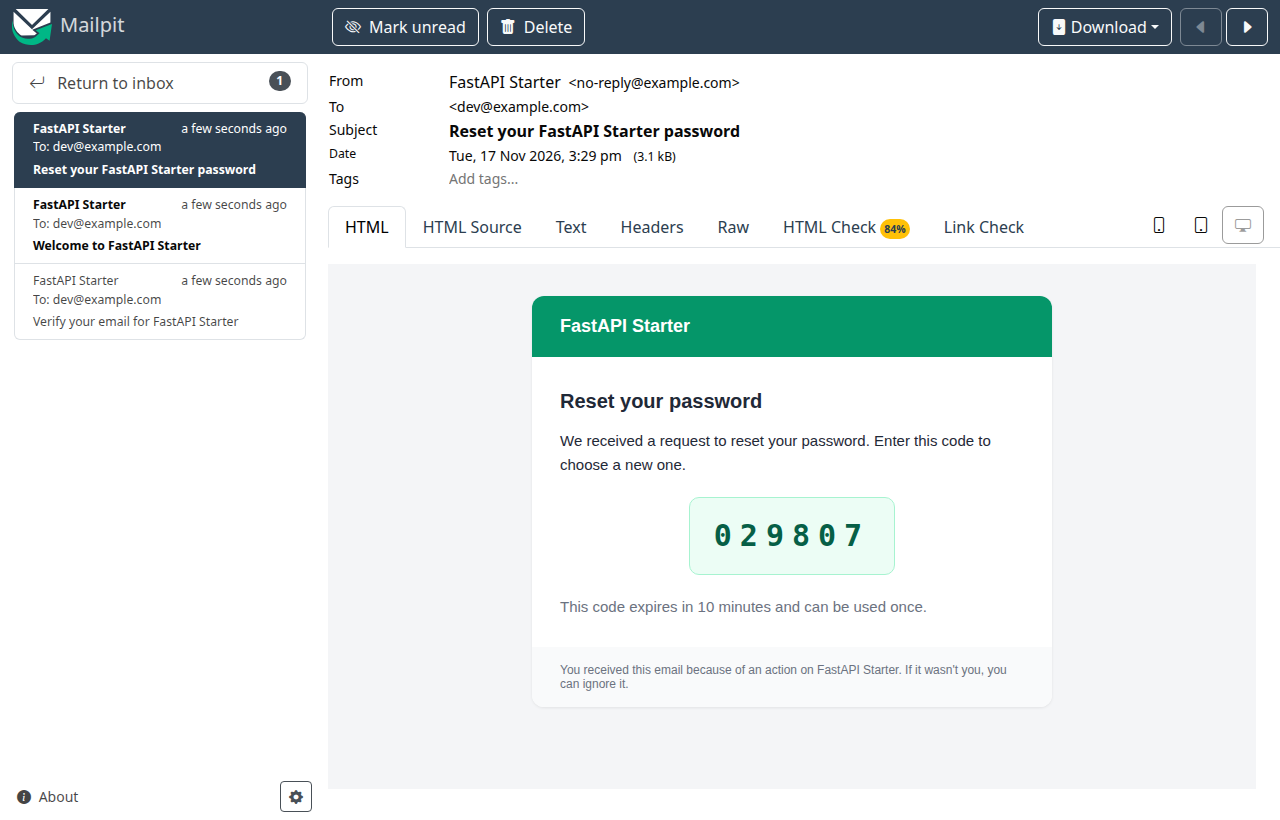 Mailpit
Mark unread
Delete
Download
Return to inbox
1
FastAPI Starter
a few seconds ago
To: dev@example.com
Reset your FastAPI Starter password
FastAPI Starter
a few seconds ago
To: dev@example.com
Welcome to FastAPI Starter
FastAPI Starter
a few seconds ago
To: dev@example.com
Verify your email for FastAPI Starter
About
From
FastAPI Starter <no-reply@example.com>
To
<dev@example.com>
Subject
Reset your FastAPI Starter password
Date
Tue, 17 Nov 2026, 3:29 pm (3.1 kB)
Tags
Add tags...
HTML
HTML Source
Text
Headers
Raw
HTML Check 84%
Link Check
FastAPI Starter
Reset your password
We received a request to reset your password. Enter this code to
choose a new one.
029807
This code expires in 10 minutes and can be used once.
You received this email because of an action on FastAPI Starter. If it wasn't you, you
can ignore it.